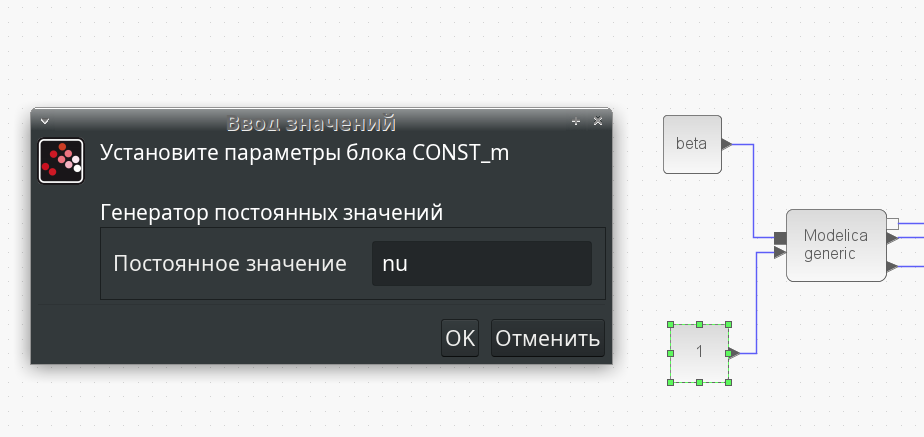 Ввод значений
Установите параметры блока CONST_m
Генератор постоянных значений
Постоянное значение nu
OK Отменить
beta
Modelica
generic
1